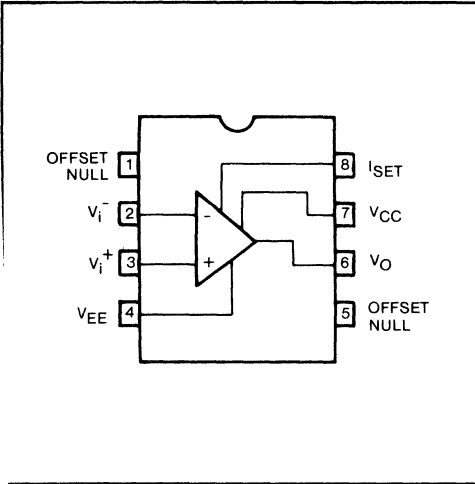 OFFSET
NULL
1
8
ISET
Vi-
2
-
7
VCC
Vi+
3
+
6
VO
VEE
4
5
OFFSET
NULL